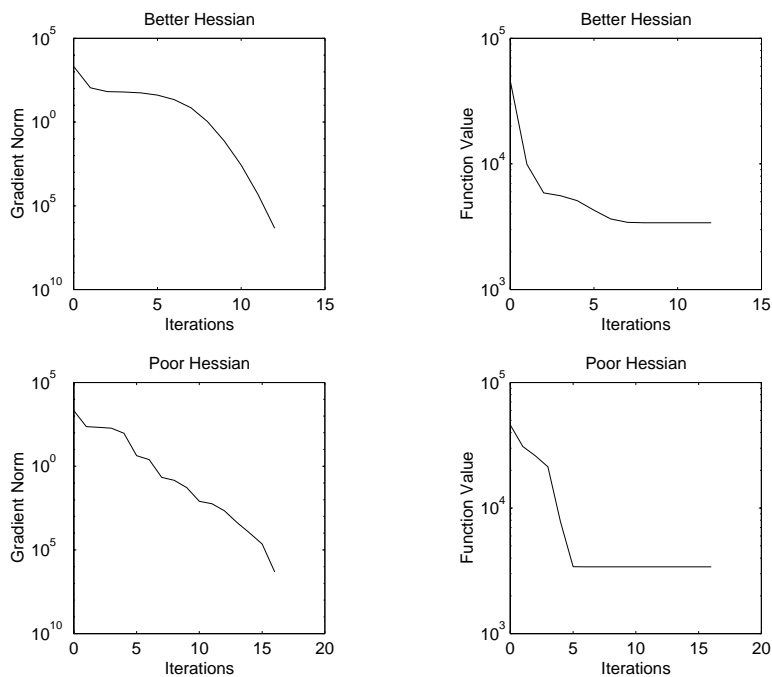 Better Hessian
10^5
10^0
10^5
10^10
Gradient Norm
0 5 10 15
Iterations
Better Hessian
10^5
10^4
10^3
Function Value
0 5 10 15
Iterations
Poor Hessian
10^5
10^0
10^5
10^10
Gradient Norm
0 5 10 15 20
Iterations
Poor Hessian
10^5
10^4
10^3
Function Value
0 5 10 15 20
Iterations